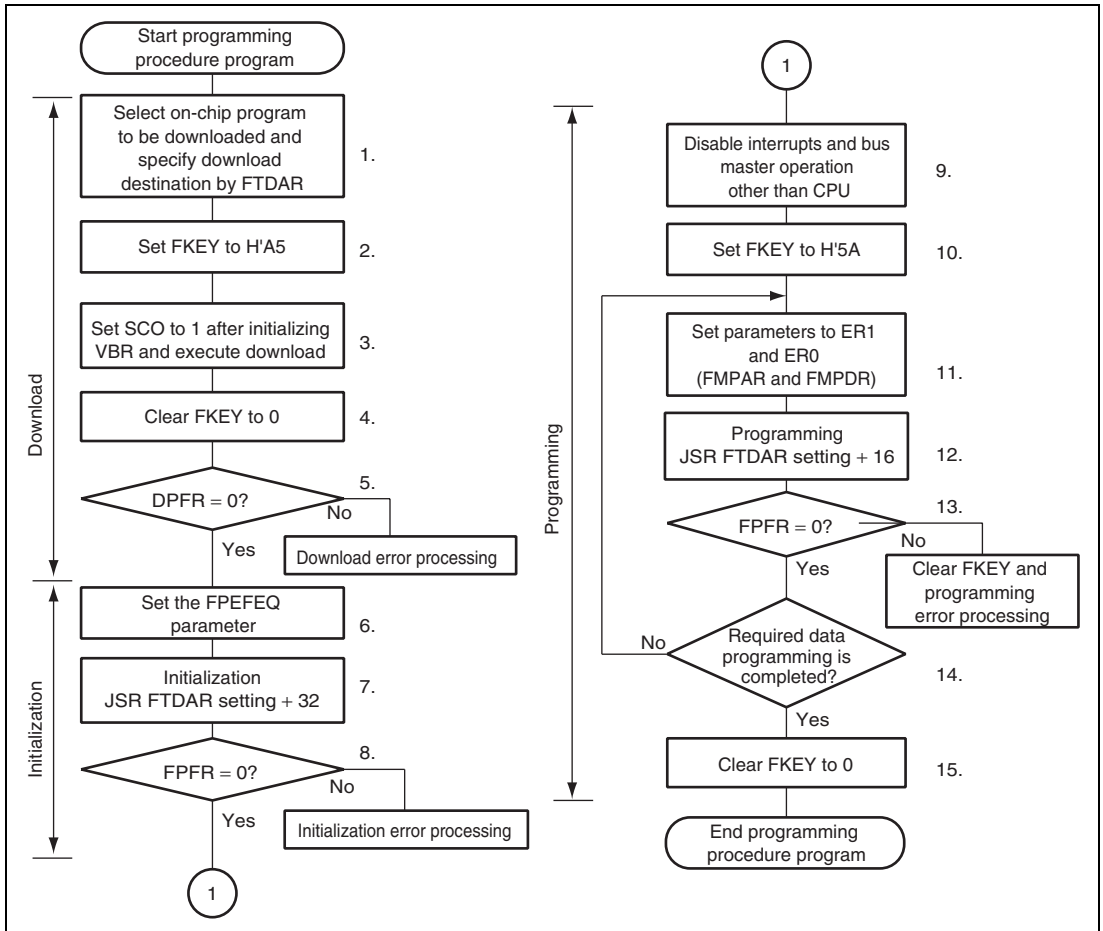 Start programming
procedure program
Select on-chip program
to be downloaded and
specify download
destination by FTDAR
1.
Set FKEY to H'A5
2.
Set SCO to 1 after initializing
VBR and execute download
3.
Clear FKEY to 0
4.
DPFR = 0?
5.
No
Yes
Download error processing
Download
Set the FPEFEQ
parameter
6.
Initialization
JSR FTDAR setting + 32
7.
FPFR = 0?
8.
No
Yes
Initialization error processing
Initialization
1
1
Disable interrupts and bus
master operation
other than CPU
9.
Set FKEY to H'5A
10.
Set parameters to ER1
and ER0
(FMPAR and FMPDR)
11.
Programming
JSR FTDAR setting + 16
12.
FPFR = 0?
13.
No
Yes
Clear FKEY and
programming
error processing
Required data
programming is
completed?
14.
No
Yes
Clear FKEY to 0
15.
Programming
End programming
procedure program